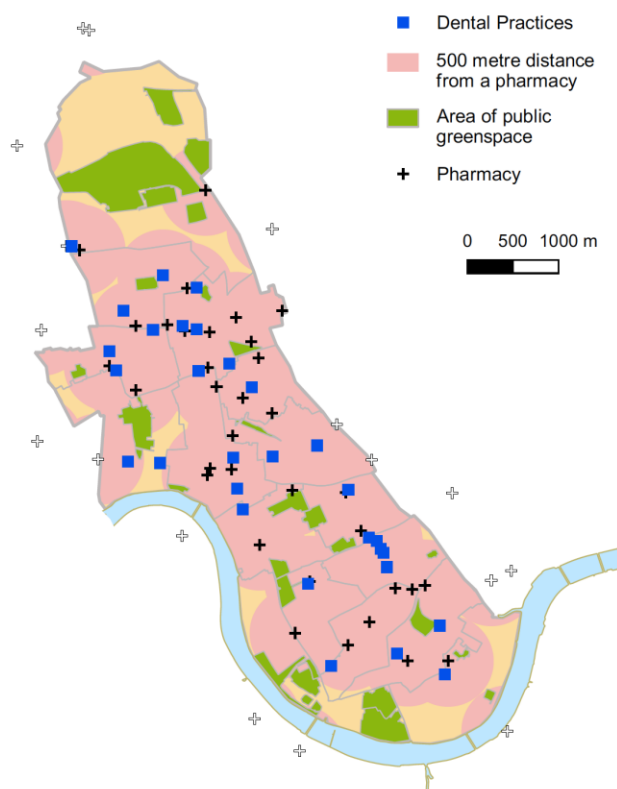 Dental Practices
500 metre distance
from a pharmacy
Area of public
greenspace
Pharmacy
0 500 1000 m